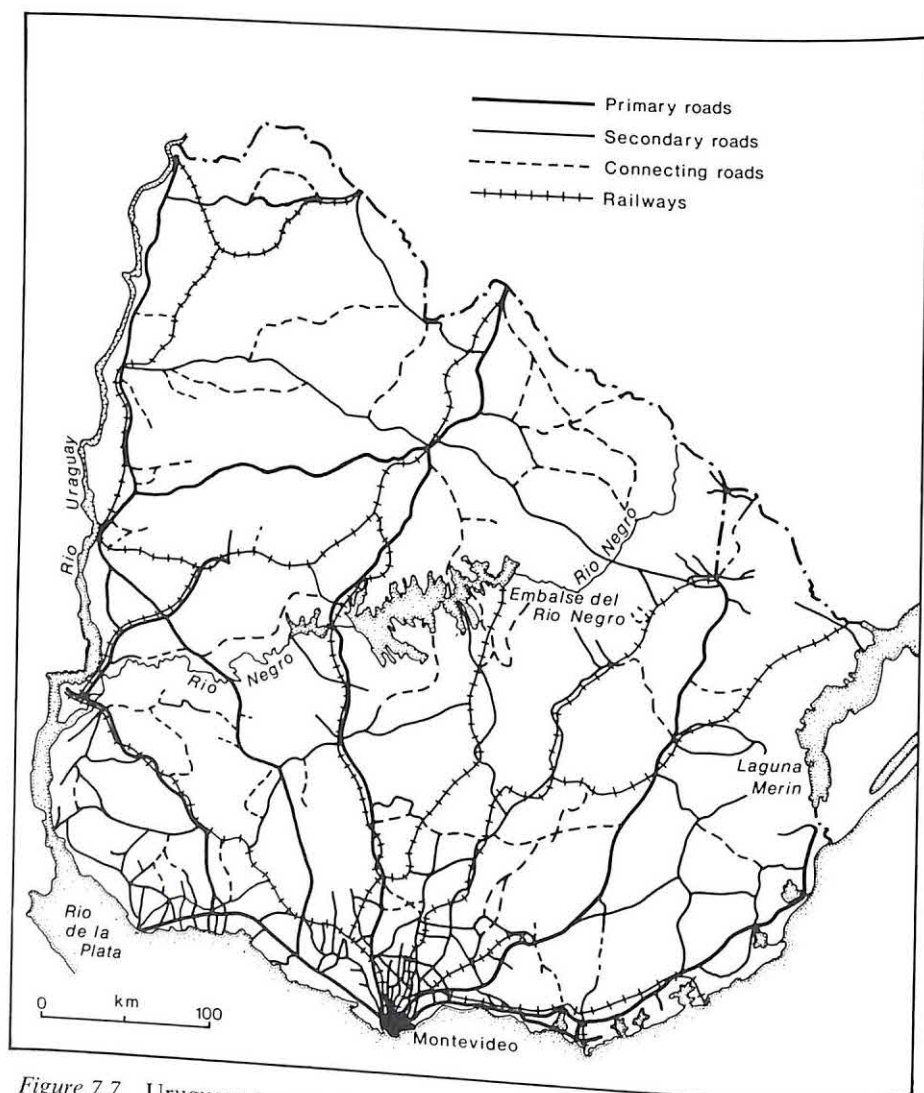 Primary roads
Secondary roads
Connecting roads
Railways
Rio Uraguay
Rio Negro
Embalse del
Rio Negro
Rio Negro
Laguna
Merin
Rio
de la
Plata
0 km 100
Montevideo
Figure 7.7